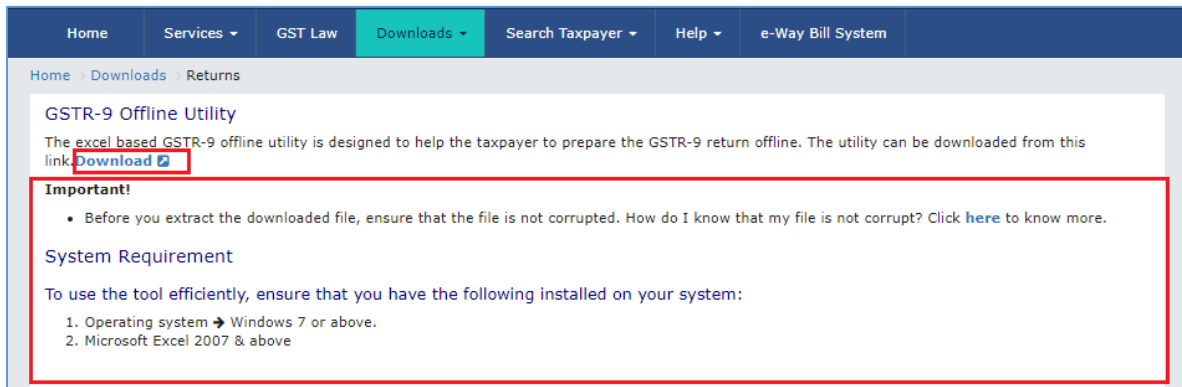 Home Services GST Law Downloads Search Taxpayer Help e-Way Bill System
Home > Downloads > Returns
GSTR-9 Offline Utility
The excel based GSTR-9 offline utility is designed to help the taxpayer to prepare the GSTR-9 return offline. The utility can be downloaded from this
link.Download
Important!
• Before you extract the downloaded file, ensure that the file is not corrupted. How do I know that my file is not corrupt? Click here to know more.
System Requirement
To use the tool efficiently, ensure that you have the following installed on your system:
1. Operating system ➔ Windows 7 or above.
2. Microsoft Excel 2007 & above